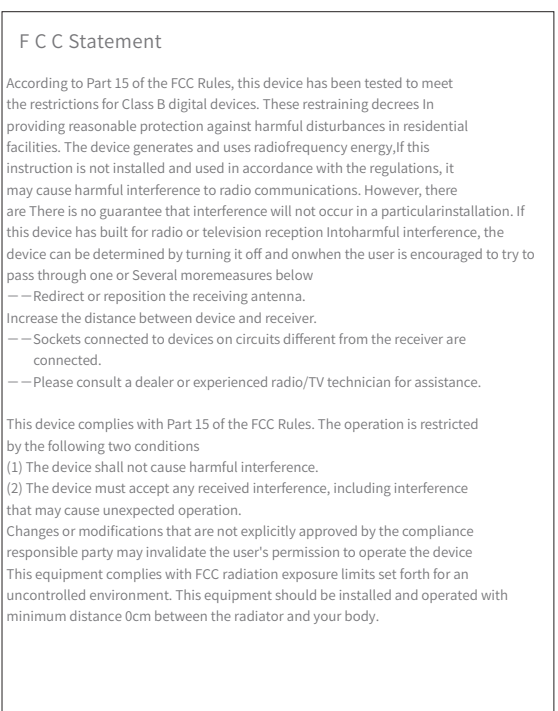 F C C Statement
According to Part 15 of the FCC Rules, this device has been tested to meet
the restrictions for Class B digital devices. These restraining decrees In
providing reasonable protection against harmful disturbances in residential
facilities. The device generates and uses radiofrequency energy,If this
instruction is not installed and used in accordance with the regulations, it
may cause harmful interference to radio communications. However, there
are There is no guarantee that interference will not occur in a particularinstallation. If
this device has built for radio or television reception Intoharmful interference, the
device can be determined by turning it off and onwhen the user is encouraged to try to
pass through one or Several moremeasures below
——Redirect or reposition the receiving antenna.
Increase the distance between device and receiver.
——Sockets connected to devices on circuits different from the receiver are
connected.
——Please consult a dealer or experienced radio/TV technician for assistance.
This device complies with Part 15 of the FCC Rules. The operation is restricted
by the following two conditions
(1) The device shall not cause harmful interference.
(2) The device must accept any received interference, including interference
that may cause unexpected operation.
Changes or modifications that are not explicitly approved by the compliance
responsible party may invalidate the user's permission to operate the device
This equipment complies with FCC radiation exposure limits set forth for an
uncontrolled environment. This equipment should be installed and operated with
minimum distance 0cm between the radiator and your body.